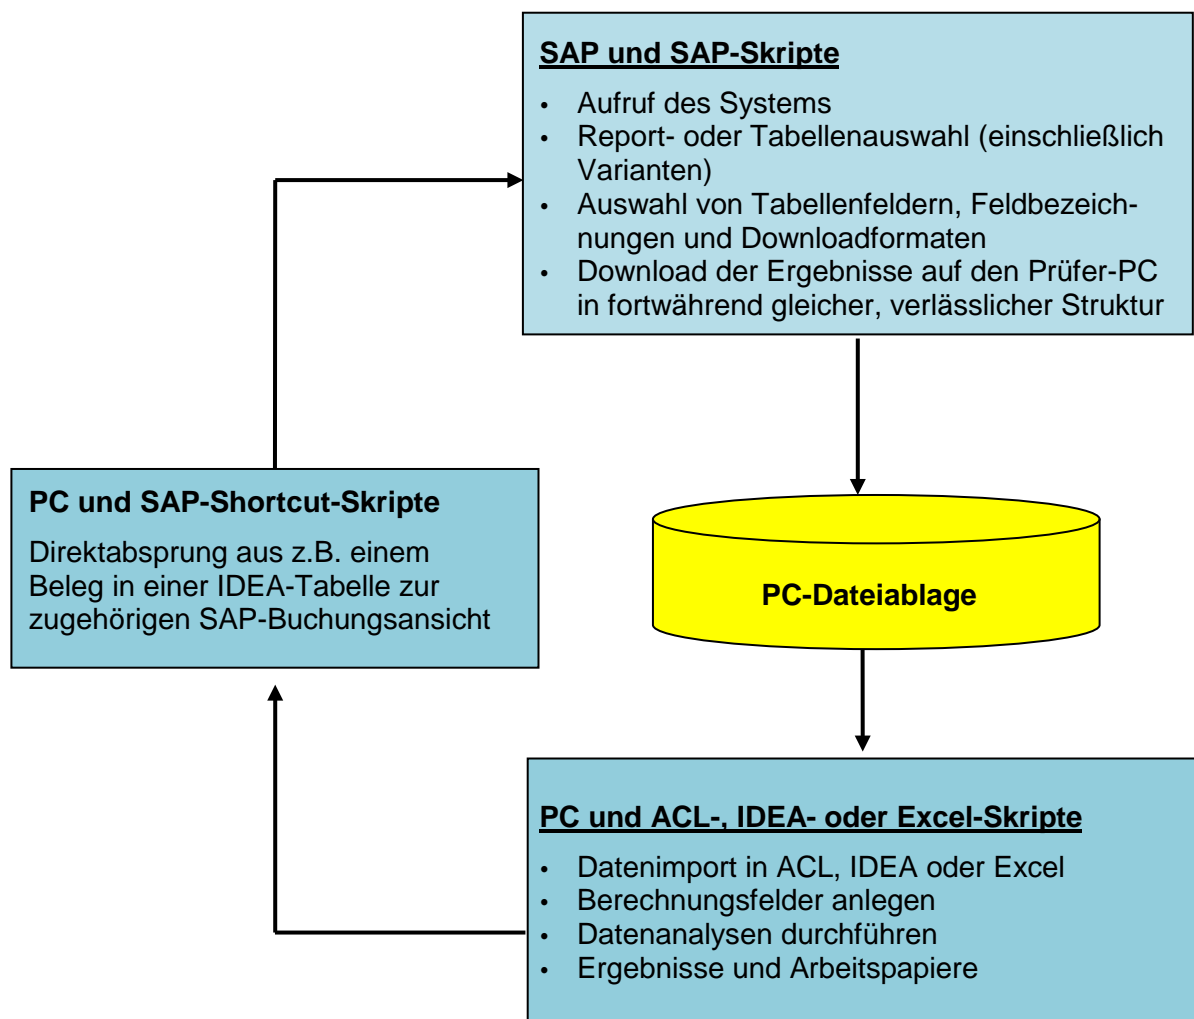 SAP und SAP-Skripte
• Aufruf des Systems
• Report- oder Tabellenauswahl (einschließlich
Varianten)
• Auswahl von Tabellenfeldern, Feldbezeich-
nungen und Downloadformaten
• Download der Ergebnisse auf den Prüfer-PC
in fortwährend gleicher, verlässlicher Struktur
PC und SAP-Shortcut-Skripte
Direktabsprung aus z.B. einem
Beleg in einer IDEA-Tabelle zur
zugehörigen SAP-Buchungsansicht
PC-Dateiablage
PC und ACL-, IDEA- oder Excel-Skripte
• Datenimport in ACL, IDEA oder Excel
• Berechnungsfelder anlegen
• Datenanalysen durchführen
• Ergebnisse und Arbeitspapiere